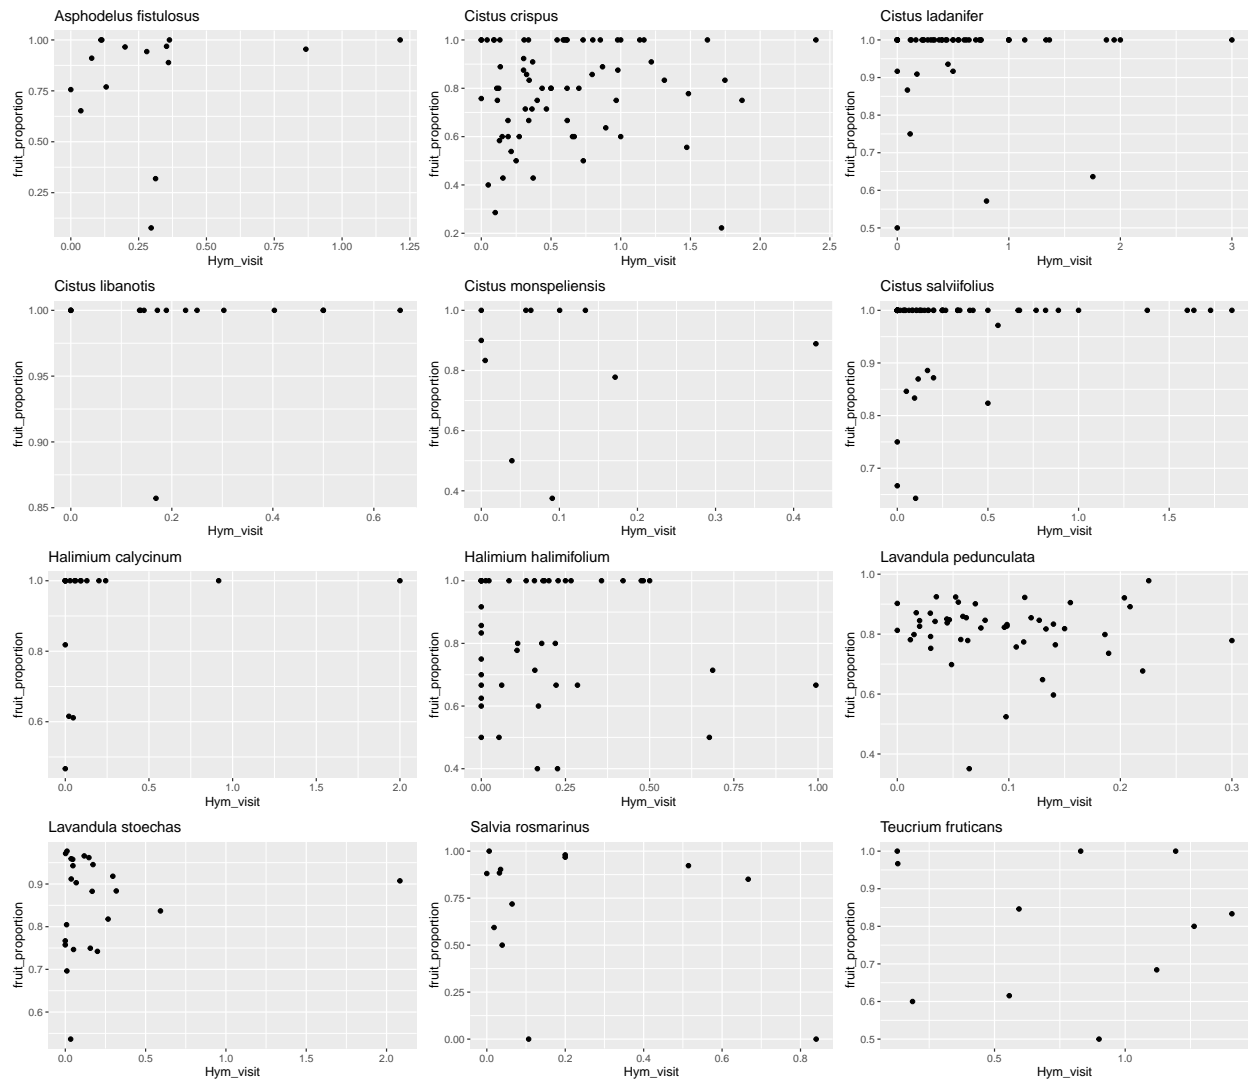 Asphodelus fistulosus
1.00
0.75
0.50
0.25
fruit_proportion
0.00 0.25 0.50 0.75 1.00 1.25
Hym_visit
Cistus crispus
1.0
0.8
0.6
0.4
0.2
fruit_proportion
0.0 0.5 1.0 1.5 2.0 2.5
Hym_visit
Cistus ladanifer
1.0
0.9
0.8
0.7
0.6
0.5
fruit_proportion
0 1 2 3
Hym_visit
Cistus libanotis
1.00
0.95
0.90
0.85
fruit_proportion
0.0 0.2 0.4 0.6
Hym_visit
Cistus monspeliensis
1.0
0.8
0.6
0.4
fruit_proportion
0.0 0.1 0.2 0.3 0.4
Hym_visit
Cistus salviifolius
1.0
0.9
0.8
0.7
fruit_proportion
0.0 0.5 1.0 1.5
Hym_visit
Halimium calycinum
1.0
0.8
0.6
fruit_proportion
0.0 0.5 1.0 1.5 2.0
Hym_visit
Halimium halimifolium
1.0
0.8
0.6
0.4
fruit_proportion
0.00 0.25 0.50 0.75 1.00
Hym_visit
Lavandula pedunculata
1.0
0.8
0.6
0.4
fruit_proportion
0.0 0.1 0.2 0.3
Hym_visit
Lavandula stoechas
0.9
0.8
0.7
0.6
fruit_proportion
0.0 0.5 1.0 1.5 2.0
Hym_visit
Salvia rosmarinus
1.00
0.75
0.50
0.25
0.00
fruit_proportion
0.0 0.2 0.4 0.6 0.8
Hym_visit
Teucrium fruticans
1.0
0.9
0.8
0.7
0.6
0.5
fruit_proportion
0.5 1.0
Hym_visit